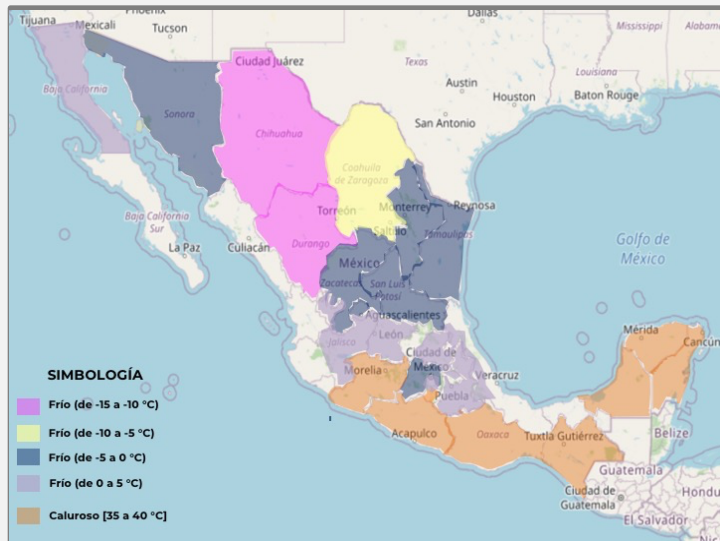 Phoenix
Dallas
Tijuana
Mexicali
Tucson
Mississippi
Alabama
Ciudad Juárez
Texas
Louisiana
Baja California
Austin
Baton Rouge
Houston
Sonora
San Antonio
Chihuahua
Coahuila
de Zaragoza
Torreón
Monterrey
Reynosa
Baja California
Sur
Saltillo
Tamaulipas
La Paz
Culiacán
Durango
México
Golfo de
México
Zacatecas
San Luis
Potosí
Aguascalientes
Mérida
Cancún
León
Jalisco
Ciudad de
México
Morelia
Veracruz
Puebla
Acapulco
Oaxaca
Tuxtla Gutiérrez
Belize
Guatemala
Ciudad de
Guatemala
Hondu
El Salvador
Nic
SIMBOLOGÍA
Frío (de -15 a -10 °C)
Frío (de -10 a -5 °C)
Frío (de -5 a 0 °C)
Frío (de 0 a 5 °C)
Caluroso [35 a 40 °C]